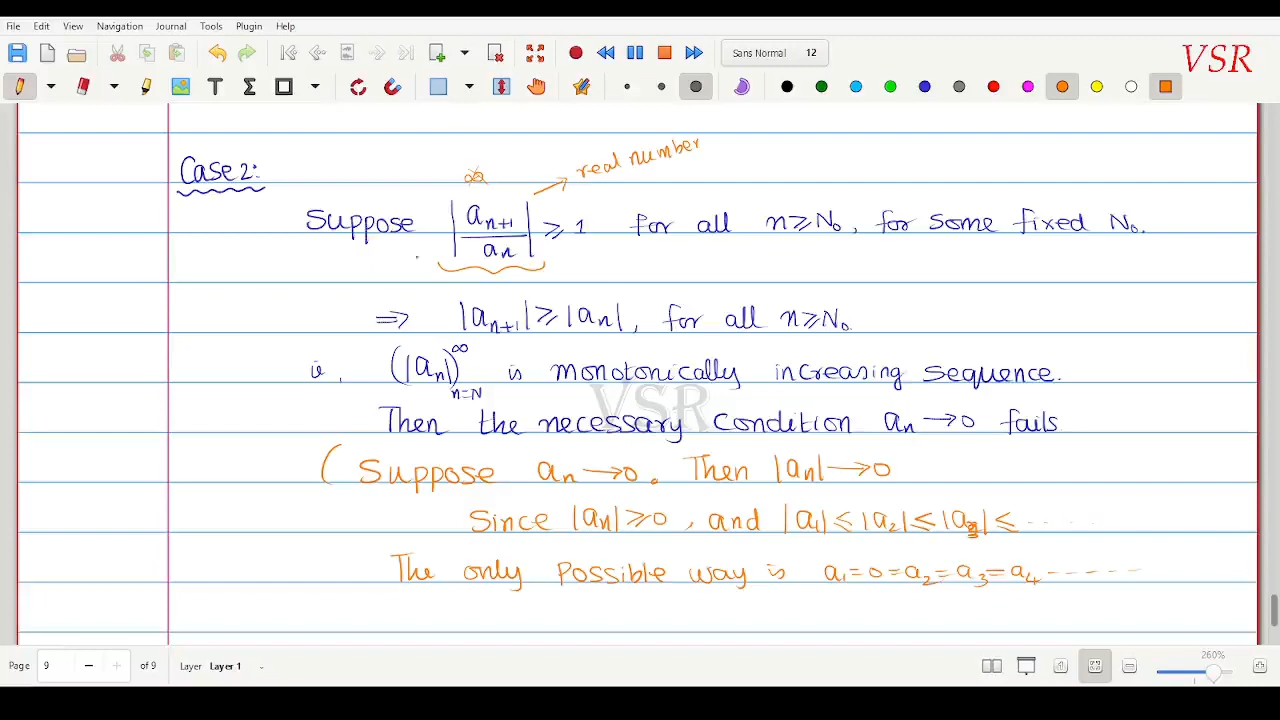 File Edit View Navigation Journal Tools Plugin Help
Sans Normal 12
VSR
Case 2:
∞ real number
Suppose |a_{n+1}/a_n| ≥ 1 for all n ≥ N₀, for some fixed N₀.
⇒ |a_{n+1}| ≥ |a_n|, for all n ≥ N₀
ie, (|a_n|)_{n=N}^∞ is monotonically increasing sequence.
VSR
Then the necessary condition a_n → 0 fails
(Suppose a_n → 0. Then |a_n| → 0
Since |a_n| ≥ 0, and |a₁| ≤ |a₂| ≤ |a₃| ≤ ......
The only possible way is a₁ = 0 = a₂ = a₃ = a₄ ------
Page 9 of 9 Layer Layer 1 260%